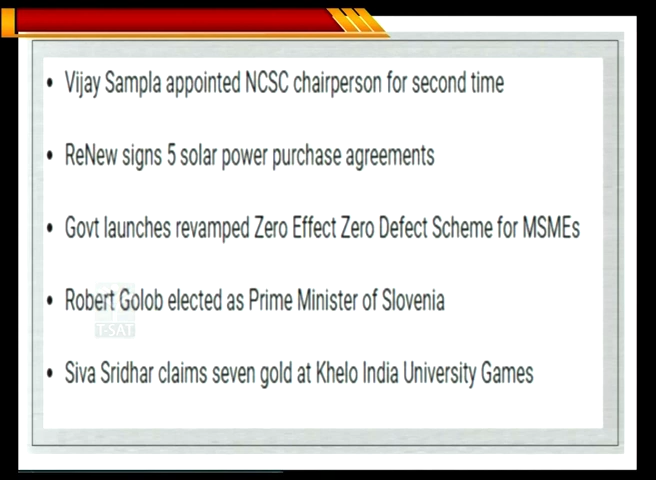 • Vijay Sampla appointed NCSC chairperson for second time
• ReNew signs 5 solar power purchase agreements
• Govt launches revamped Zero Effect Zero Defect Scheme for MSMEs
• Robert Golob elected as Prime Minister of Slovenia
T-SAT
• Siva Sridhar claims seven gold at Khelo India University Games